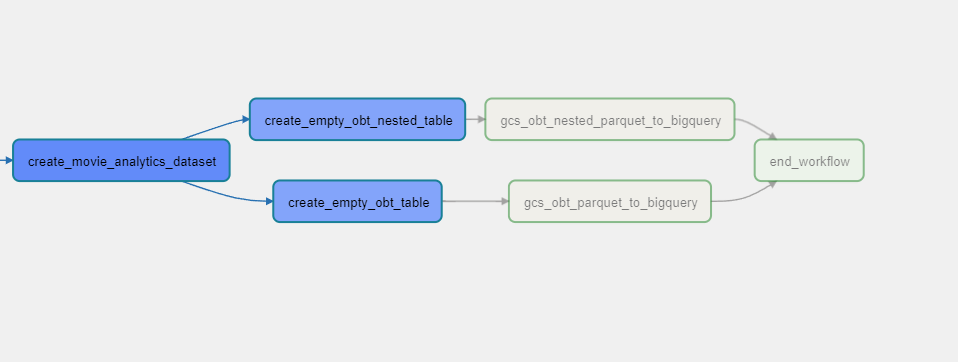 create_movie_analytics_dataset
create_empty_obt_nested_table
gcs_obt_nested_parquet_to_bigquery
create_empty_obt_table
gcs_obt_parquet_to_bigquery
end_workflow